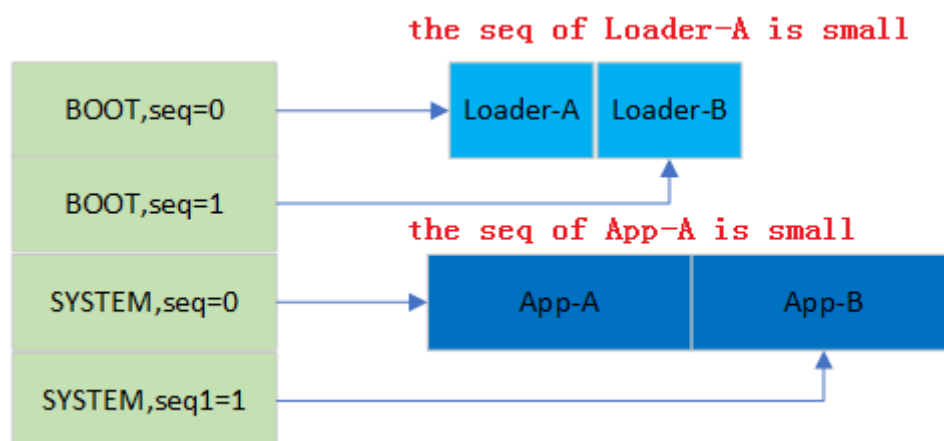 the seq of Loader-A is small
BOOT,seq=0
Loader-A
Loader-B
BOOT,seq=1
the seq of App-A is small
SYSTEM,seq=0
App-A
App-B
SYSTEM,seq1=1